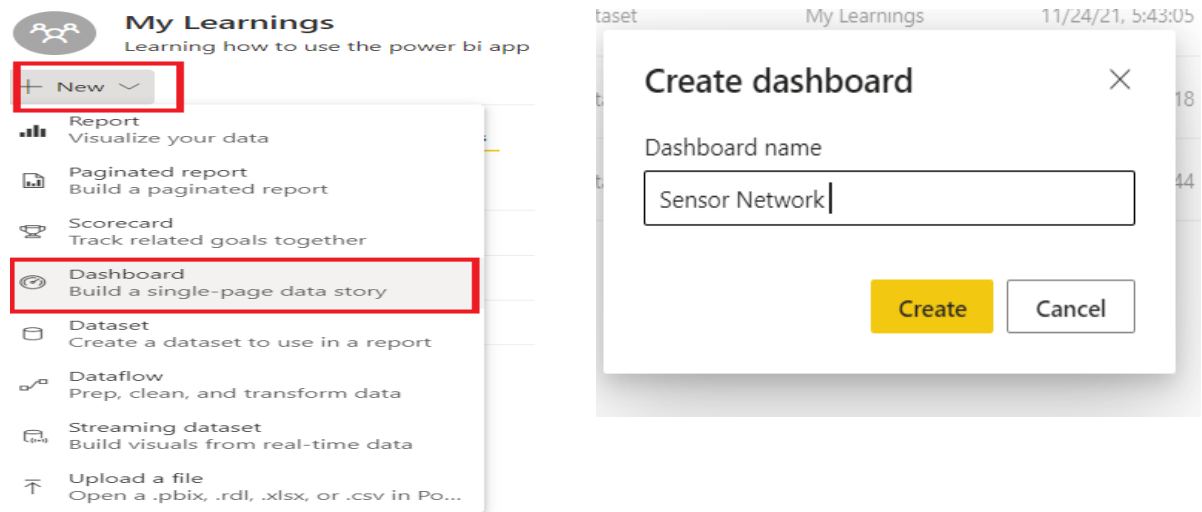 My Learnings
Learning how to use the power bi app
New
Report
Visualize your data
Paginated report
Build a paginated report
Scorecard
Track related goals together
Dashboard
Build a single-page data story
Dataset
Create a dataset to use in a report
Dataflow
Prep, clean, and transform data
Streaming dataset
Build visuals from real-time data
Upload a file
Open a .pbix, .rdl, .xlsx, or .csv in Po...
taset My Learnings 11/24/21, 5:43:05
Create dashboard
18
Dashboard name
44
Sensor Network
Create Cancel